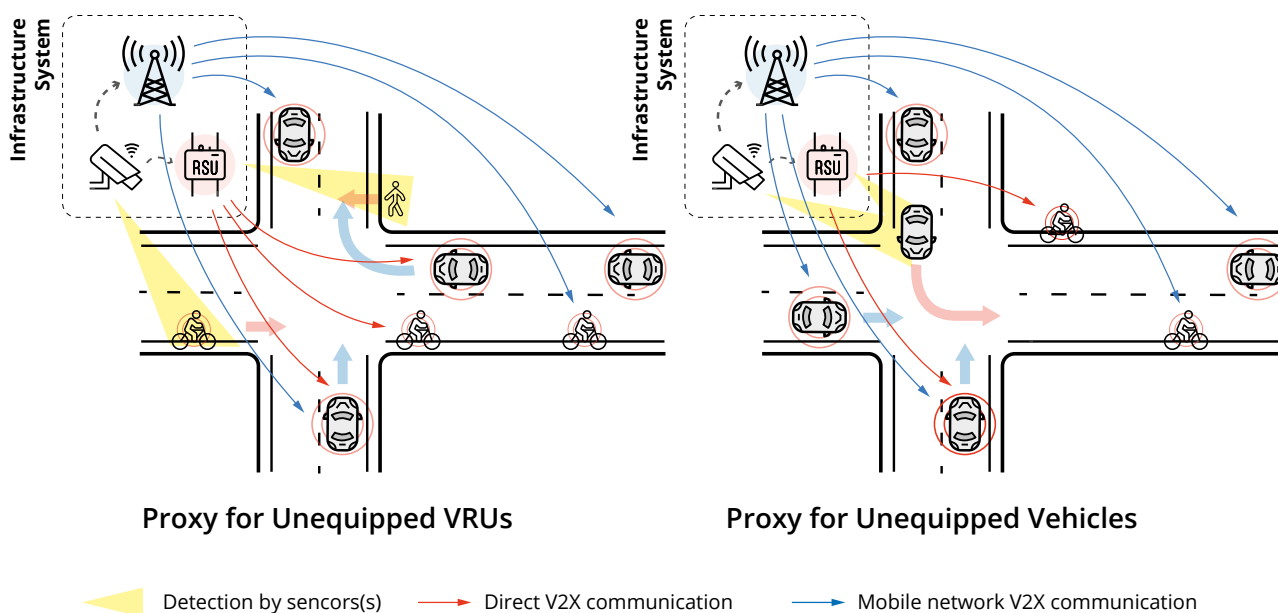 Infrastructure
System
RSU
Infrastructure
System
RSU
Proxy for Unequipped VRUs
Proxy for Unequipped Vehicles
Detection by sencors(s)
Direct V2X communication
Mobile network V2X communication